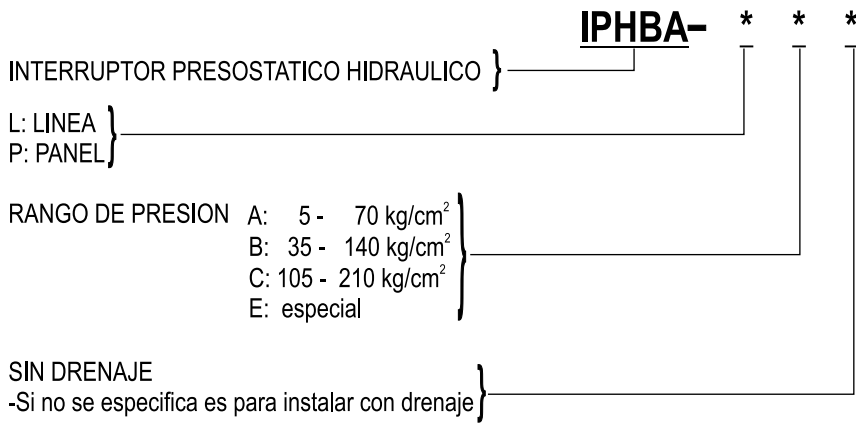 IPHBA- * * *
INTERRUPTOR PRESOSTATICO HIDRAULICO
L: LINEA
P: PANEL
RANGO DE PRESION A: 5 - 70 kg/cm²
B: 35 - 140 kg/cm²
C: 105 - 210 kg/cm²
E: especial
SIN DRENAJE
-Si no se especifica es para instalar con drenaje